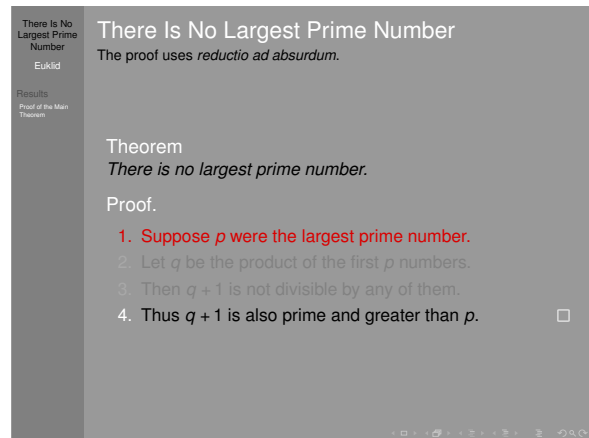 There Is No
Largest Prime
Number
Euklid
Results
Proof of the Main
Theorem
There Is No Largest Prime Number
The proof uses reductio ad absurdum.
Theorem
There is no largest prime number.
Proof.
1. Suppose p were the largest prime number.
2. Let q be the product of the first p numbers.
3. Then q + 1 is not divisible by any of them.
4. Thus q + 1 is also prime and greater than p.